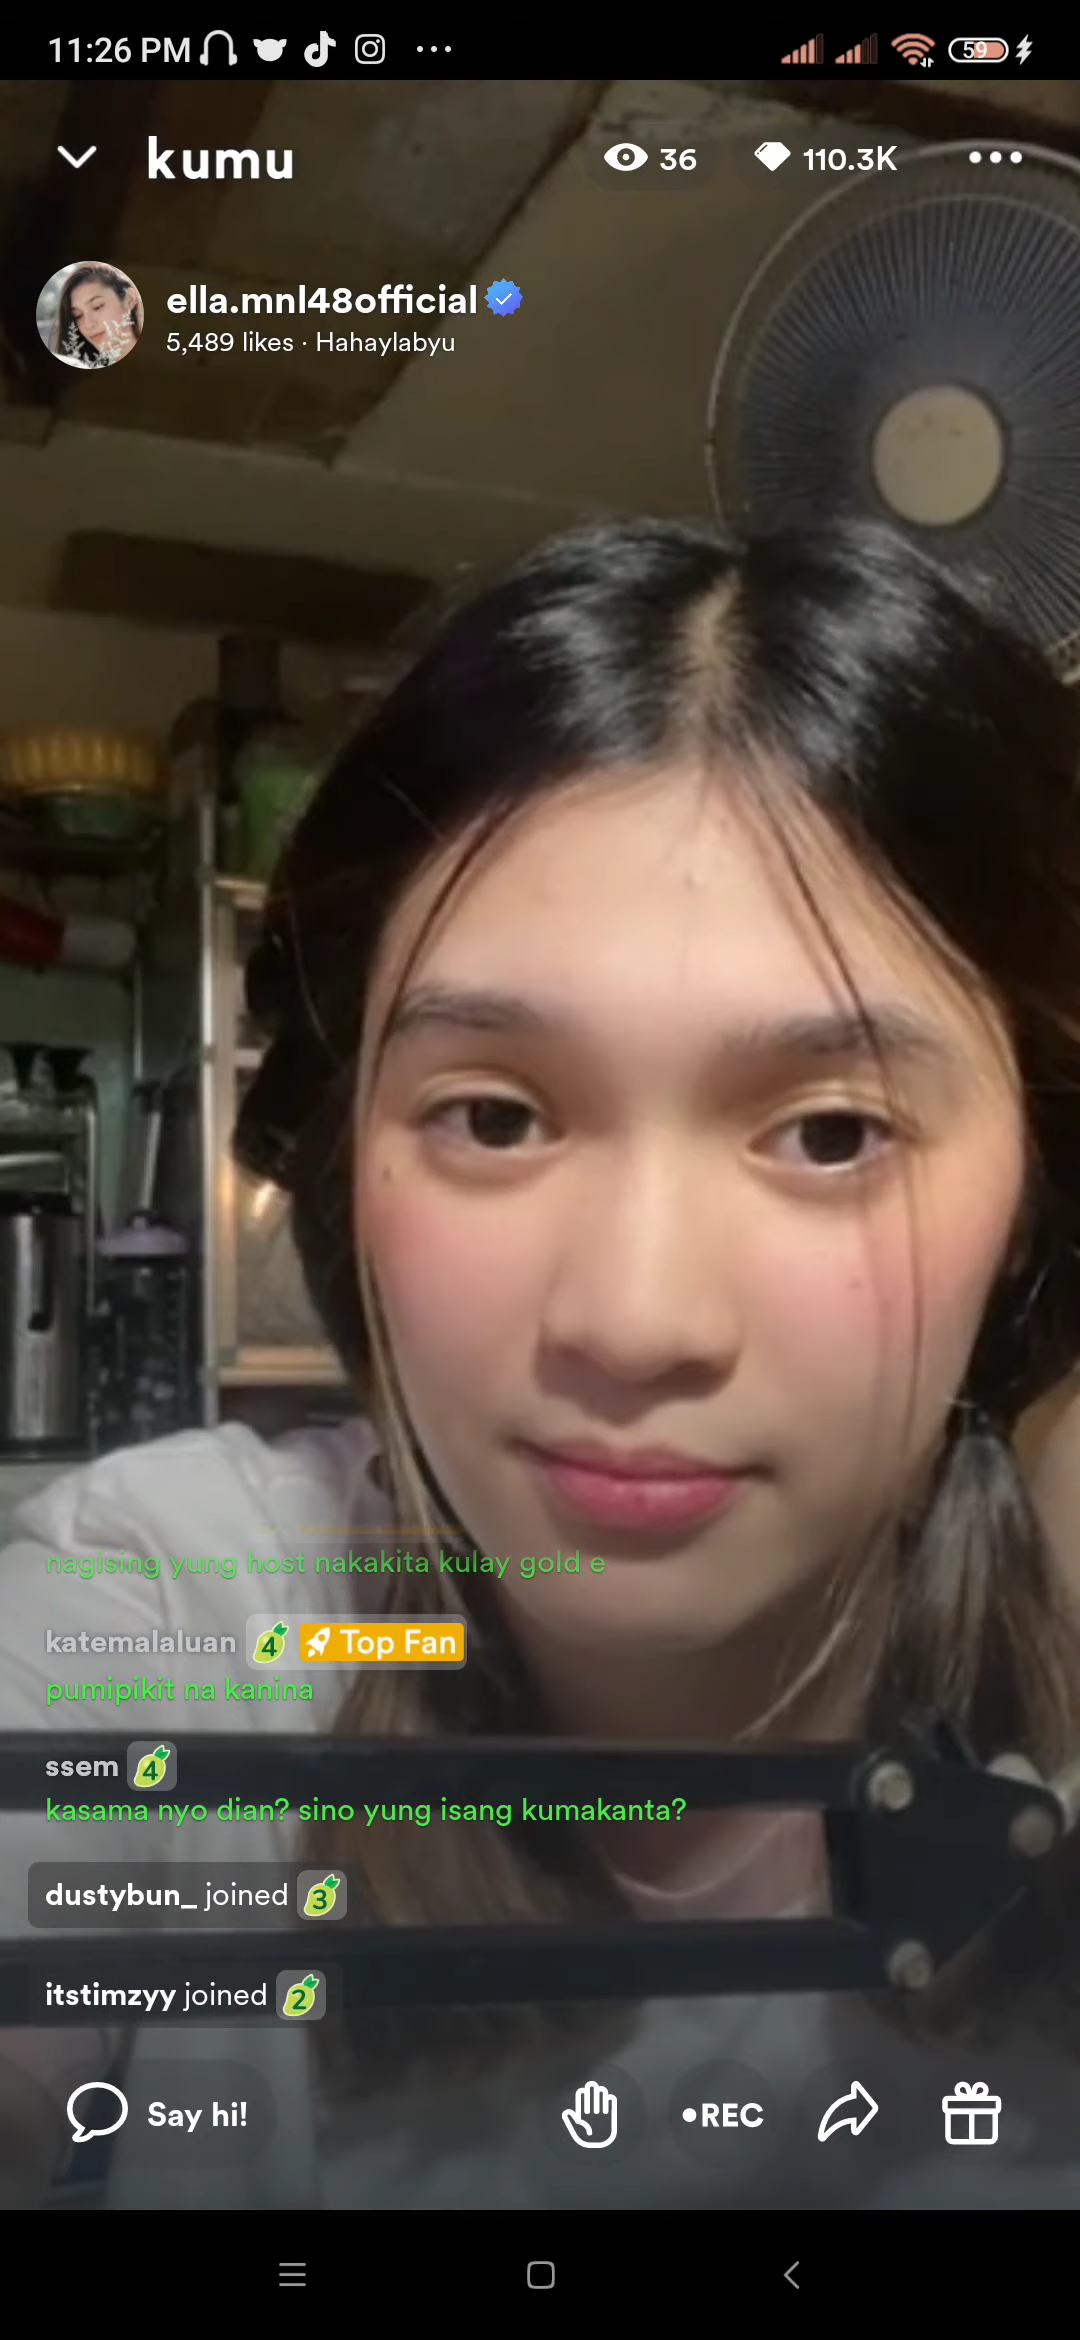 11:26 PM
59
kumu
36
110.3K
ella.mnl48official
5,489 likes · Hahaylabyu
nagising yung host nakakita kulay gold e
katemalaluan 4 Top Fan
pumipikit na kanina
ssem 4
kasama nyo dian? sino yung isang kumakanta?
dustybun_ joined 3
itstimzyy joined 2
Say hi!
•REC